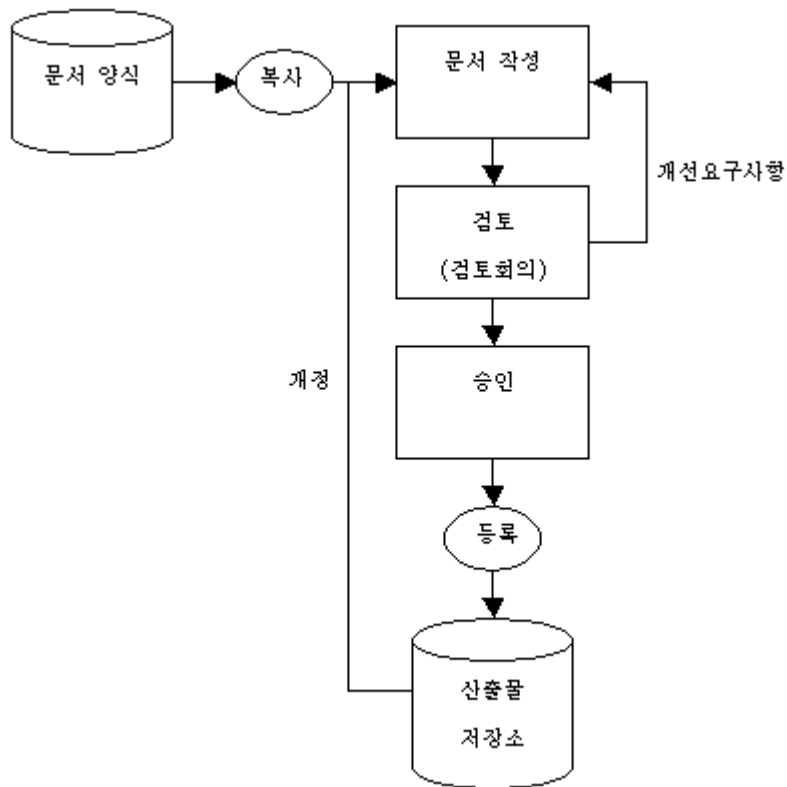 문서 양식
복사
문서 작성
개선요구사항
검토
(검토회의)
개정
승인
등록
산출물
저장소